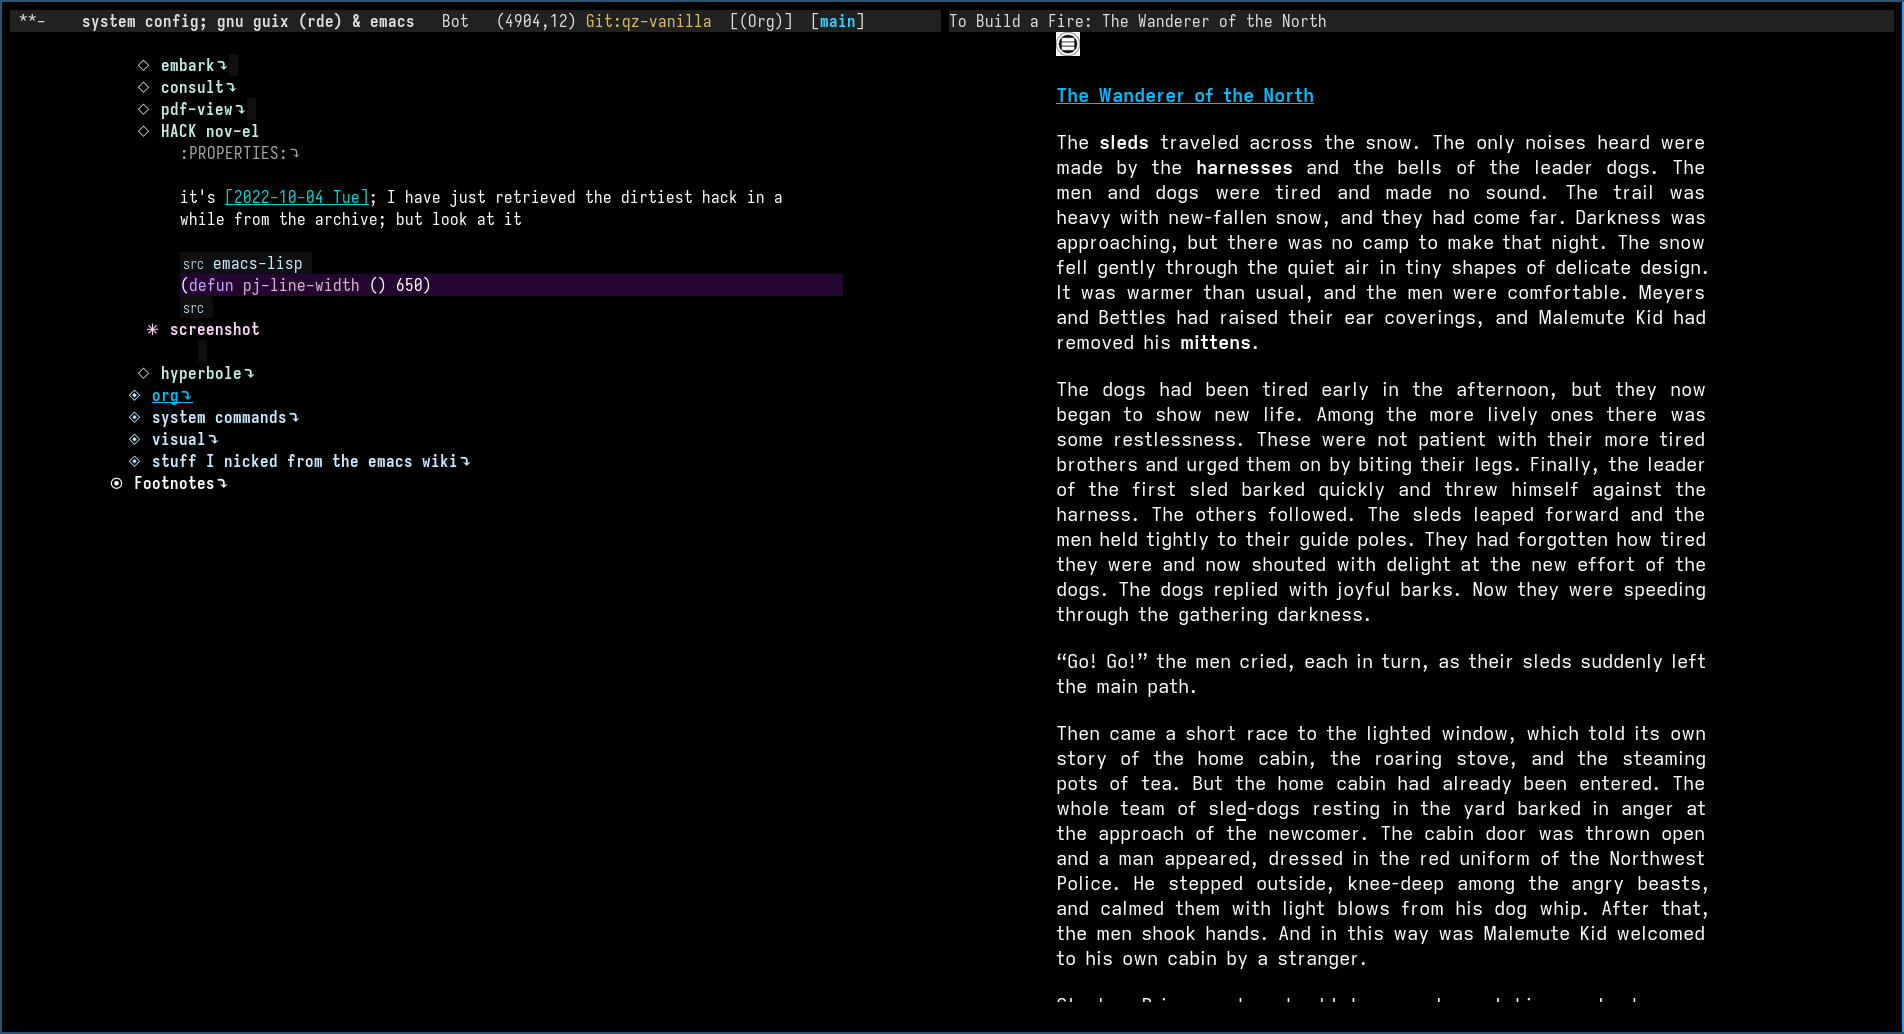 **- system config; gnu guix (rde) & emacs Bot (4904,12) Git:qz-vanilla [(Org)] [main]
◇ embark↴
◇ consult↴
◇ pdf-view↴
◇ HACK nov-el
:PROPERTIES:↴
it's [2022-10-04 Tue]; I have just retrieved the dirtiest hack in a
while from the archive; but look at it
src emacs-lisp
(defun pj-line-width () 650)
src
✳ screenshot
◇ hyperbole↴
◈ org↴
◈ system commands↴
◈ visual↴
◈ stuff I nicked from the emacs wiki↴
⊙ Footnotes↴
To Build a Fire: The Wanderer of the North
The Wanderer of the North
The sleds traveled across the snow. The only noises heard were
made by the harnesses and the bells of the leader dogs. The
men and dogs were tired and made no sound. The trail was
heavy with new-fallen snow, and they had come far. Darkness was
approaching, but there was no camp to make that night. The snow
fell gently through the quiet air in tiny shapes of delicate design.
It was warmer than usual, and the men were comfortable. Meyers
and Bettles had raised their ear coverings, and Malemute Kid had
removed his mittens.
The dogs had been tired early in the afternoon, but they now
began to show new life. Among the more lively ones there was
some restlessness. These were not patient with their more tired
brothers and urged them on by biting their legs. Finally, the leader
of the first sled barked quickly and threw himself against the
harness. The others followed. The sleds leaped forward and the
men held tightly to their guide poles. They had forgotten how tired
they were and now shouted with delight at the new effort of the
dogs. The dogs replied with joyful barks. Now they were speeding
through the gathering darkness.
“Go! Go!” the men cried, each in turn, as their sleds suddenly left
the main path.
Then came a short race to the lighted window, which told its own
story of the home cabin, the roaring stove, and the steaming
pots of tea. But the home cabin had already been entered. The
whole team of sled-dogs resting in the yard barked in anger at
the approach of the newcomer. The cabin door was thrown open
and a man appeared, dressed in the red uniform of the Northwest
Police. He stepped outside, knee-deep among the angry beasts,
and calmed them with light blows from his dog whip. After that,
the men shook hands. And in this way was Malemute Kid welcomed
to his own cabin by a stranger.